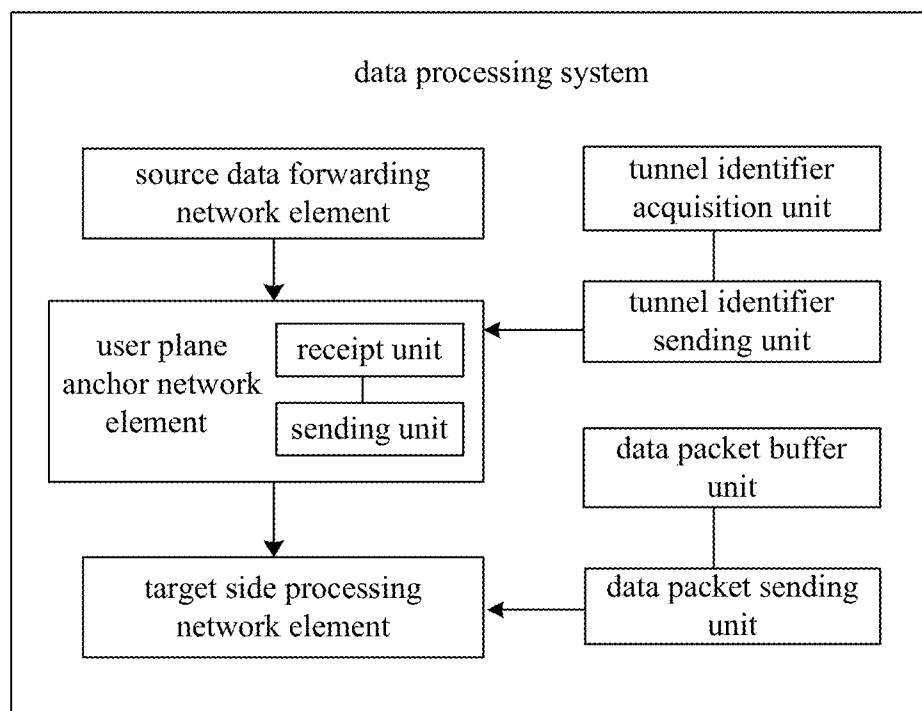 data processing system
source data forwarding
network element
tunnel identifier
acquisition unit
user plane
anchor network
element
receipt unit
sending unit
tunnel identifier
sending unit
data packet buffer
unit
target side processing
network element
data packet sending
unit